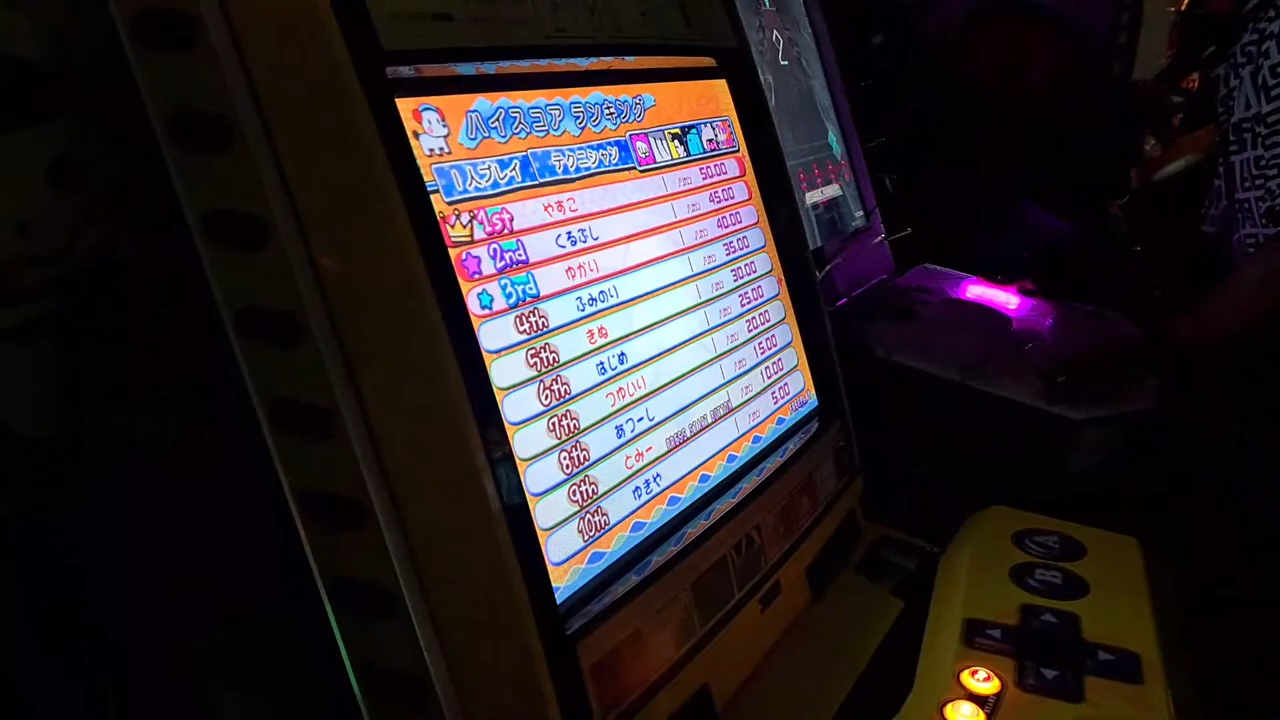 ハイスコア ランキング
1人プレイ テクニシャン
1st やすこ 50.00
2nd くるぶし 45.00
3rd ゆかい 40.00
4th ふみのり 35.00
5th きぬ 30.00
6th はじめ 25.00
7th つゆいり 20.00
8th あつーし 15.00
9th とみー 10.00
PRESS START BUTTON
10th ゆきや 5.00
FREEPLAY
A
B
START